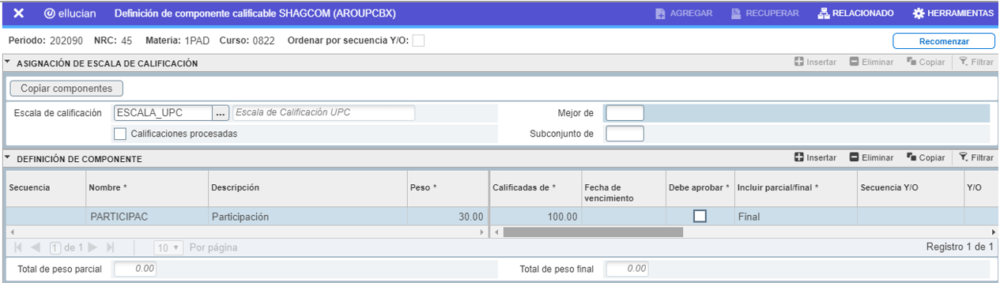 ellucian Definición de componente calificable SHAGCOM (AROUPCBX) AGREGAR RECUPERAR RELACIONADO HERRAMIENTAS
Periodo: 202090 NRC: 45 Materia: 1PAD Curso: 0822 Ordenar por secuencia Y/O: Recomenzar
ASIGNACIÓN DE ESCALA DE CALIFICACIÓN Insertar Eliminar Copiar Filtrar
Copiar componentes
Escala de calificación ESCALA_UPC ... Escala de Calificación UPC Mejor de
Calificaciones procesadas Subconjunto de
DEFINICIÓN DE COMPONENTE Insertar Eliminar Copiar Filtrar
Secuencia Nombre * Descripción Peso * Calificadas de * Fecha de vencimiento Debe aprobar * Incluir parcial/final * Secuencia Y/O Y/O
PARTICIPAC Participación 30.00 100.00 Final
1 de 1 10 Por página Registro 1 de 1
Total de peso parcial 0.00 Total de peso final 0.00